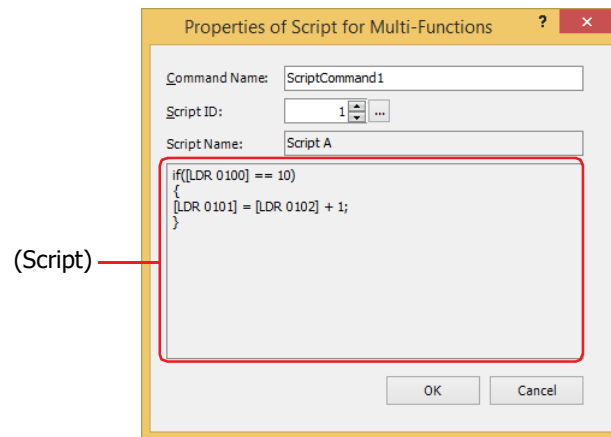 Properties of Script for Multi-Functions ? ×
Command Name: ScriptCommand1
Script ID: 1 ...
Script Name: Script A
if([LDR 0100] == 10)
{
[LDR 0101] = [LDR 0102] + 1;
}
(Script)
OK Cancel